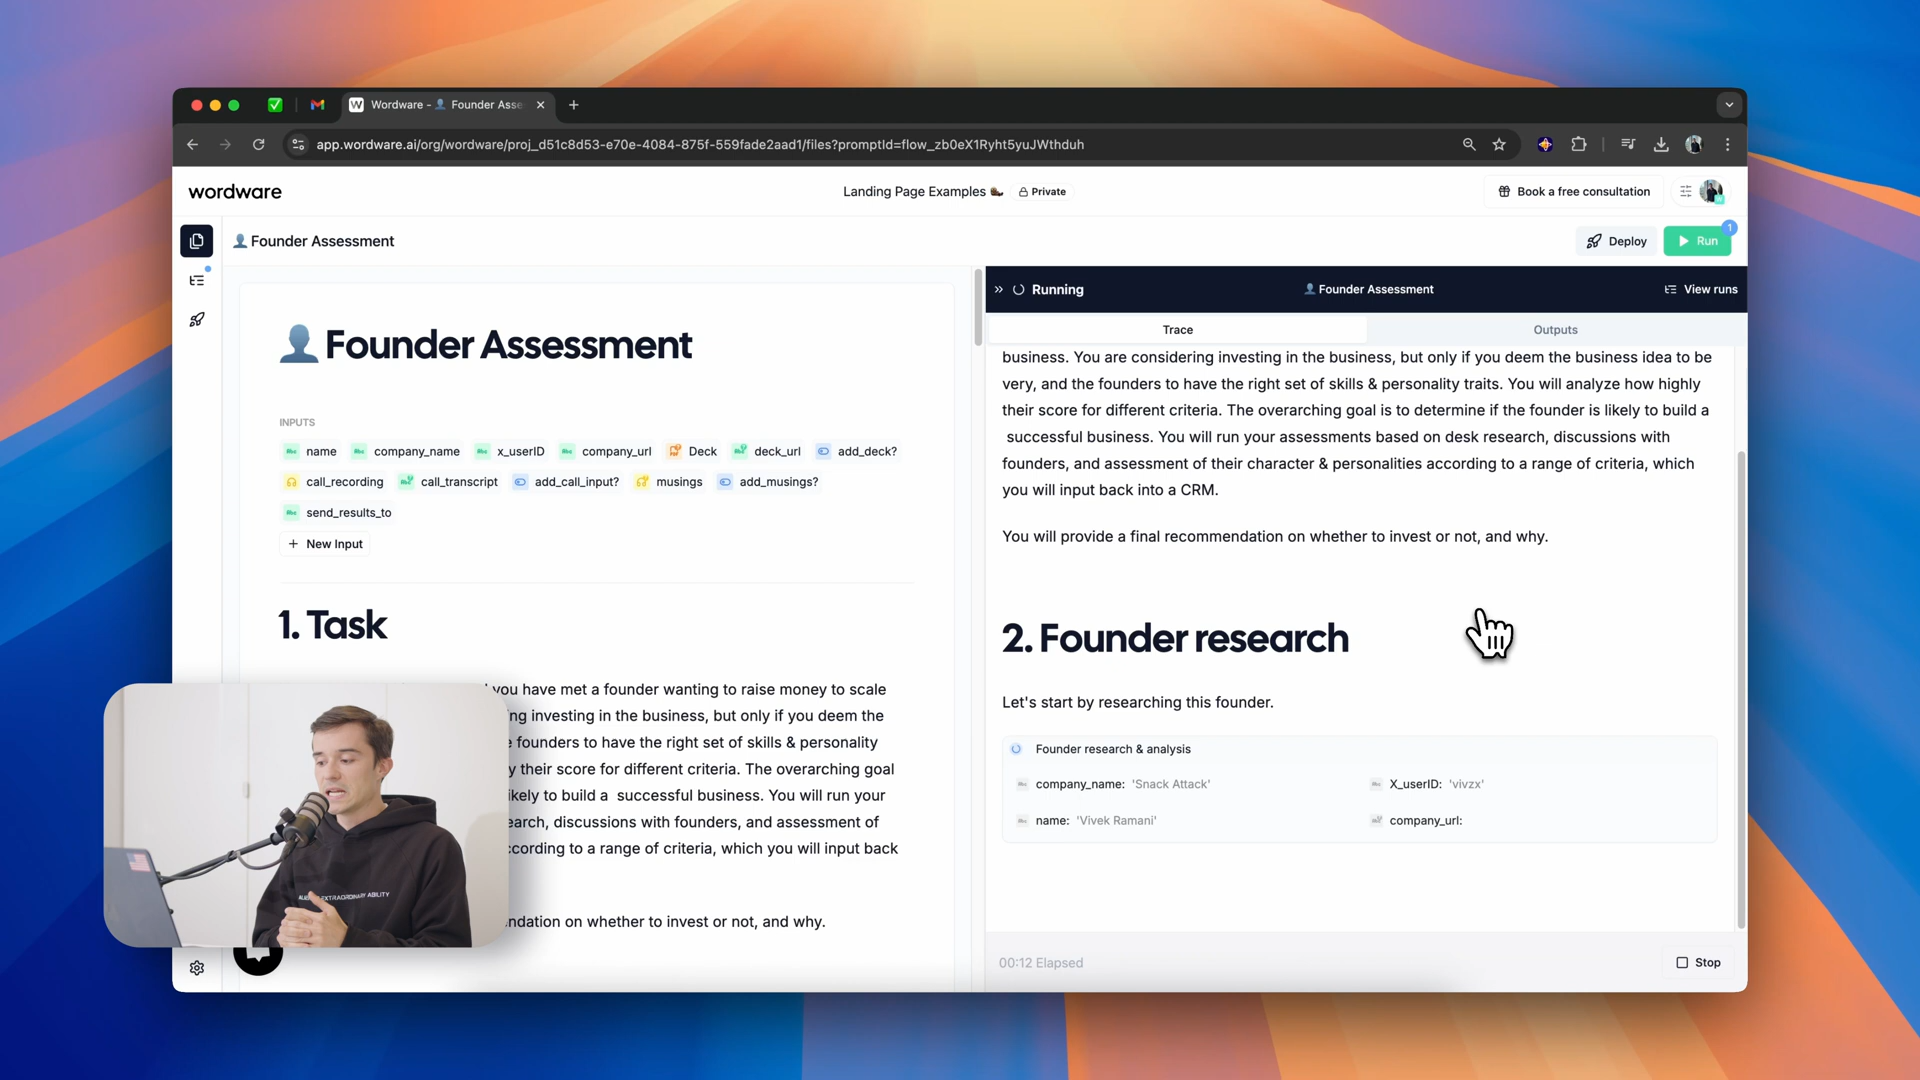 Wordware - Founder Asse
app.wordware.ai/org/wordware/proj_d51c8d53-e70e-4084-875f-559fade2aad1/files?promptId=flow_zb0eX1Ryht5yuJWthduh
wordware
Landing Page Examples
Private
Book a free consultation
Founder Assessment
Deploy
Run
1
Founder Assessment
INPUTS
name company_name x_userID company_url Deck deck_url add_deck?
call_recording call_transcript add_call_input? musings add_musings?
send_results_to
+ New Input
1. Task
you have met a founder wanting to raise money to scale
ng investing in the business, but only if you deem the
founders to have the right set of skills & personality
y their score for different criteria. The overarching goal
ikely to build a successful business. You will run your
earch, discussions with founders, and assessment of
ccording to a range of criteria, which you will input back
ndation on whether to invest or not, and why.
EXTRAORDINARY ABILITY
Running
Founder Assessment
View runs
Trace
Outputs
business. You are considering investing in the business, but only if you deem the business idea to be
very, and the founders to have the right set of skills & personality traits. You will analyze how highly
their score for different criteria. The overarching goal is to determine if the founder is likely to build a
successful business. You will run your assessments based on desk research, discussions with
founders, and assessment of their character & personalities according to a range of criteria, which
you will input back into a CRM.
You will provide a final recommendation on whether to invest or not, and why.
2. Founder research
Let's start by researching this founder.
Founder research & analysis
company_name: 'Snack Attack'
X_userID: 'vivzx'
name: 'Vivek Ramani'
company_url:
00:12 Elapsed
Stop